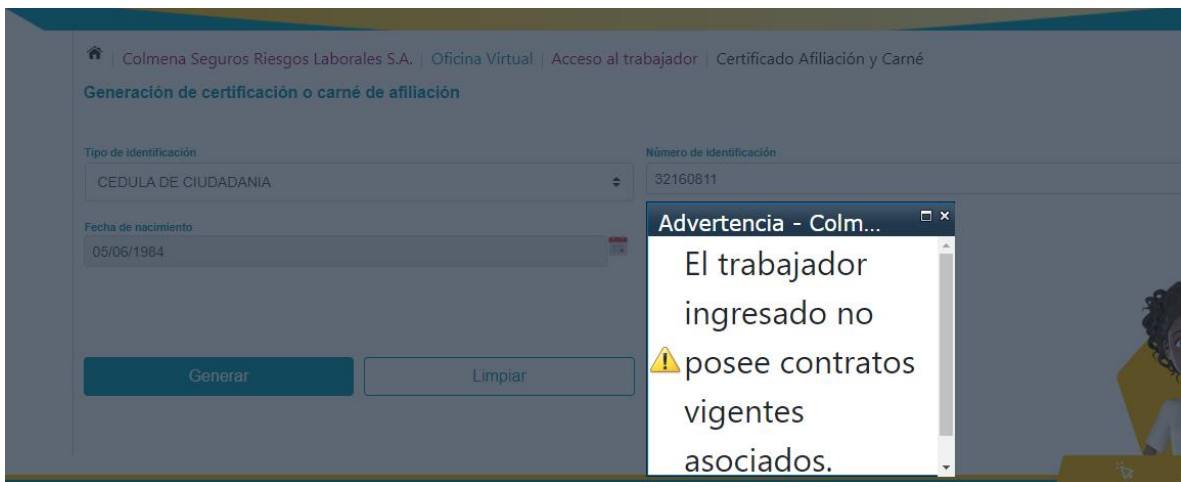 Colmena Seguros Riesgos Laborales S.A. | Oficina Virtual | Acceso al trabajador | Certificado Afiliación y Carné
Generación de certificación o carné de afiliación
Tipo de identificación
Número de identificación
CEDULA DE CIUDADANIA
32160811
Fecha de nacimiento
05/06/1984
Advertencia - Colm...
El trabajador
ingresado no
posee contratos
vigentes
asociados.
Generar
Limpiar